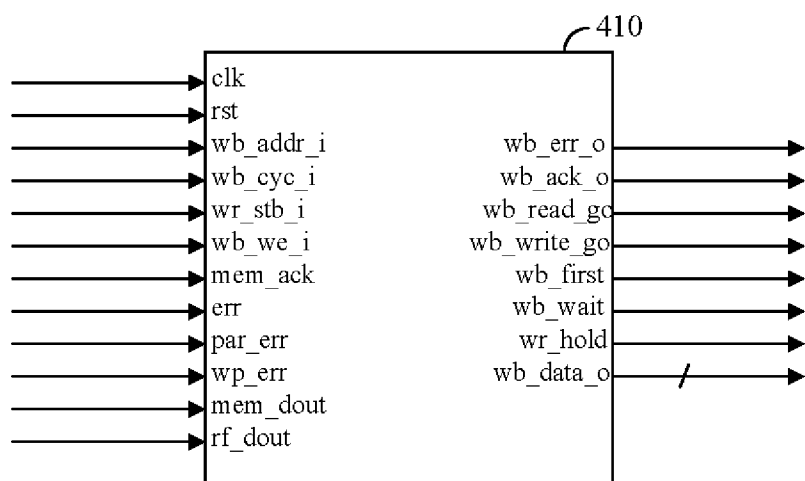 410
clk
rst
wb_addr_i
wb_cyc_i
wr_stb_i
wb_we_i
mem_ack
err
par_err
wp_err
mem_dout
rf_dout
wb_err_o
wb_ack_o
wb_read_go
wb_write_go
wb_first
wb_wait
wr_hold
wb_data_o